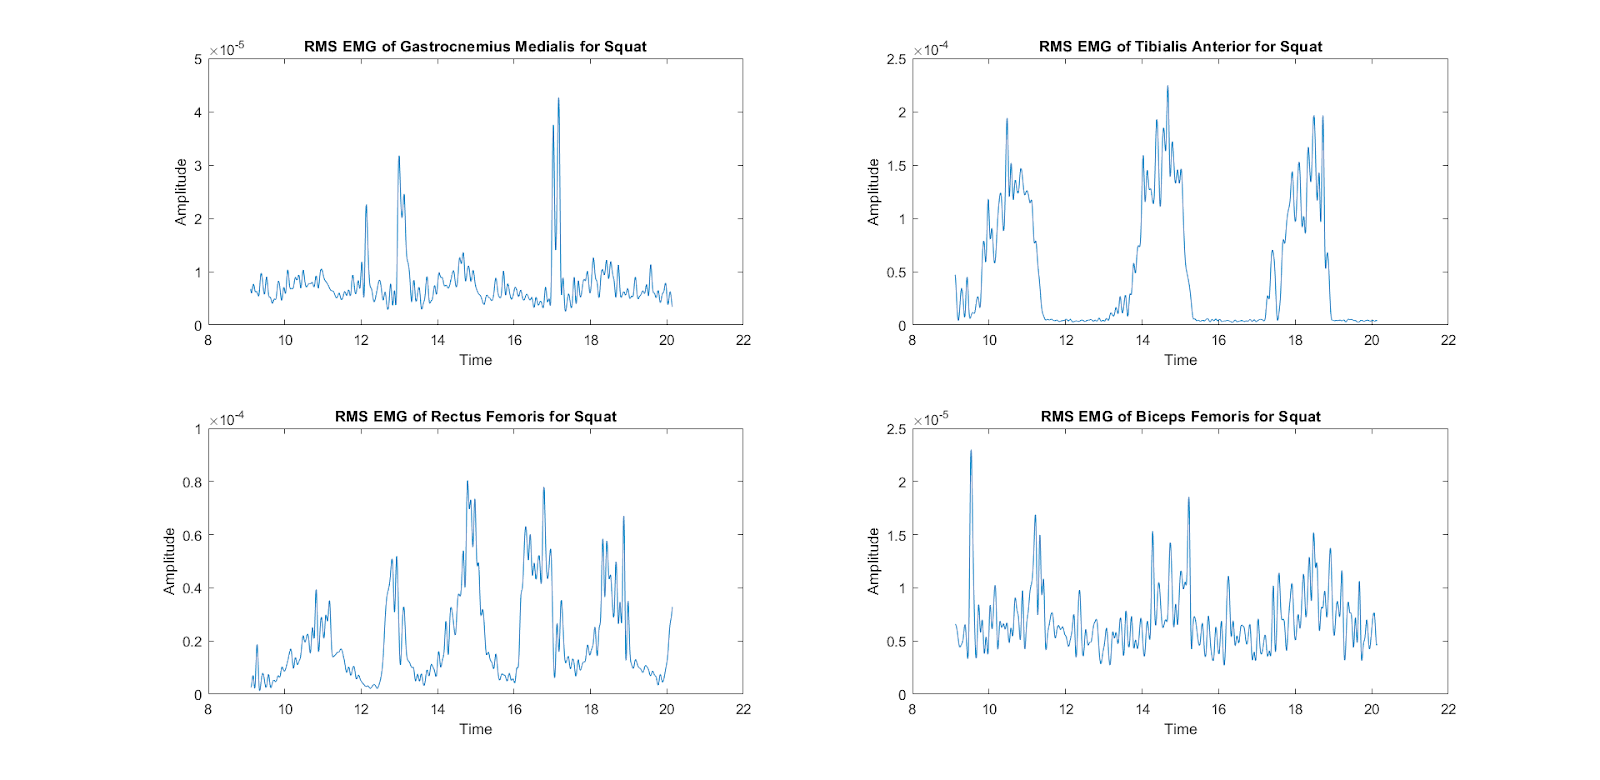 RMS EMG of Gastrocnemius Medialis for Squat
×10-5
5
4
3
2
1
0
Amplitude
8 10 12 14 16 18 20 22
Time
RMS EMG of Tibialis Anterior for Squat
×10-4
2.5
2
1.5
1
0.5
0
Amplitude
8 10 12 14 16 18 20 22
Time
RMS EMG of Rectus Femoris for Squat
×10-4
1
0.8
0.6
0.4
0.2
0
Amplitude
8 10 12 14 16 18 20 22
Time
RMS EMG of Biceps Femoris for Squat
×10-5
2.5
2
1.5
1
0.5
0
Amplitude
8 10 12 14 16 18 20 22
Time